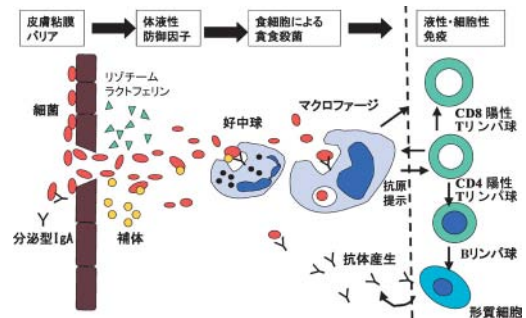 皮膚粘膜
バリア
体液性
防御因子
食細胞による
貪食殺菌
液性・細胞性
免疫
細菌
リゾチーム
ラクトフェリン
好中球
マクロファージ
CD8 陽性
Tリンパ球
抗原
提示
CD4 陽性
Tリンパ球
分泌型IgA
補体
抗体産生
Bリンパ球
形質細胞